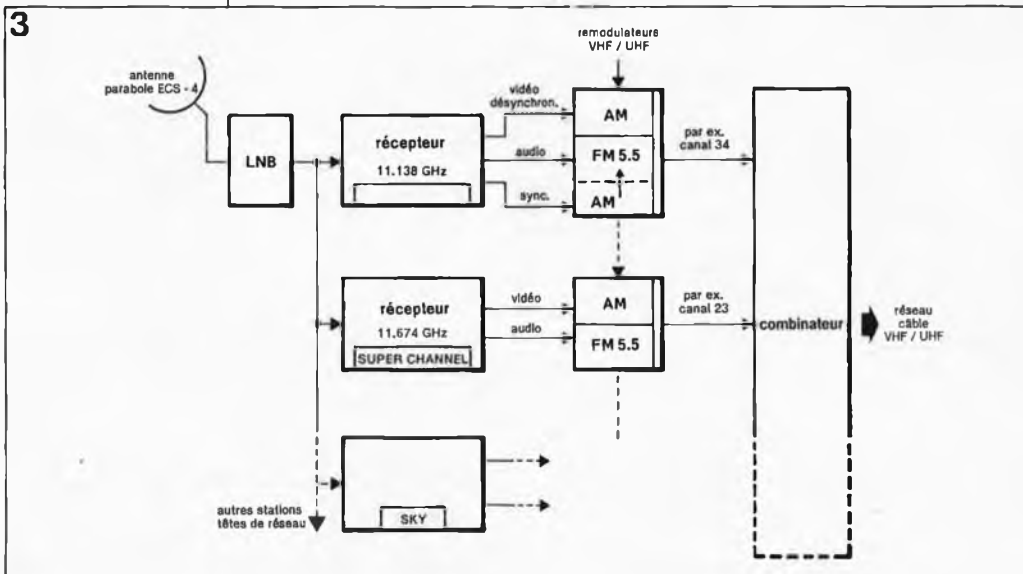 3
remodulateurs
VHF / UHF
antenne
parabole ECS - 4
LNB
récepteur
11.138 GHz
vidéo
désynchron.
audio
sync.
AM
FM 5.5
AM
par ex.
canal 34
récepteur
11.674 GHz
SUPER CHANNEL
vidéo
audio
AM
FM 5.5
par ex.
canal 23
combinateur
réseau
câble
VHF / UHF
autres stations
têtes de réseau
SKY